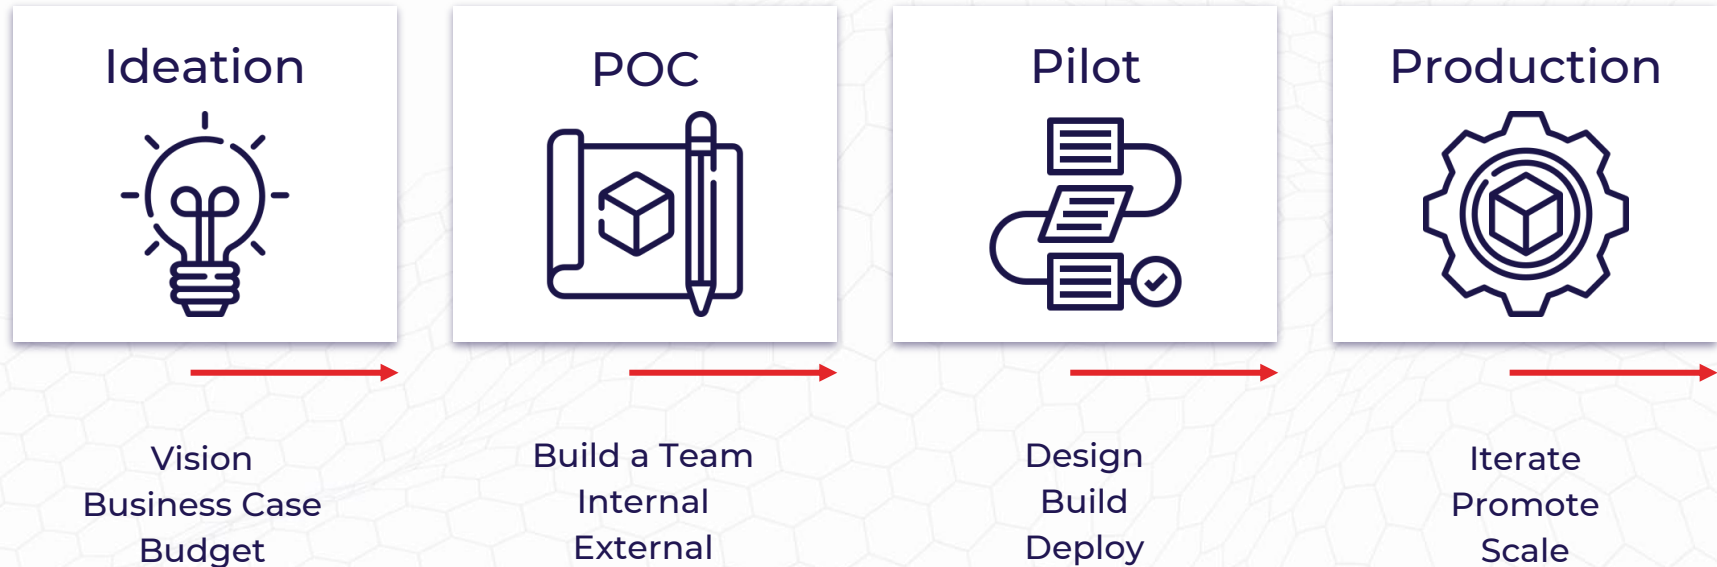 Ideation
Vision
Business Case
Budget
POC
Build a Team
Internal
External
Pilot
Design
Build
Deploy
Production
Iterate
Promote
Scale